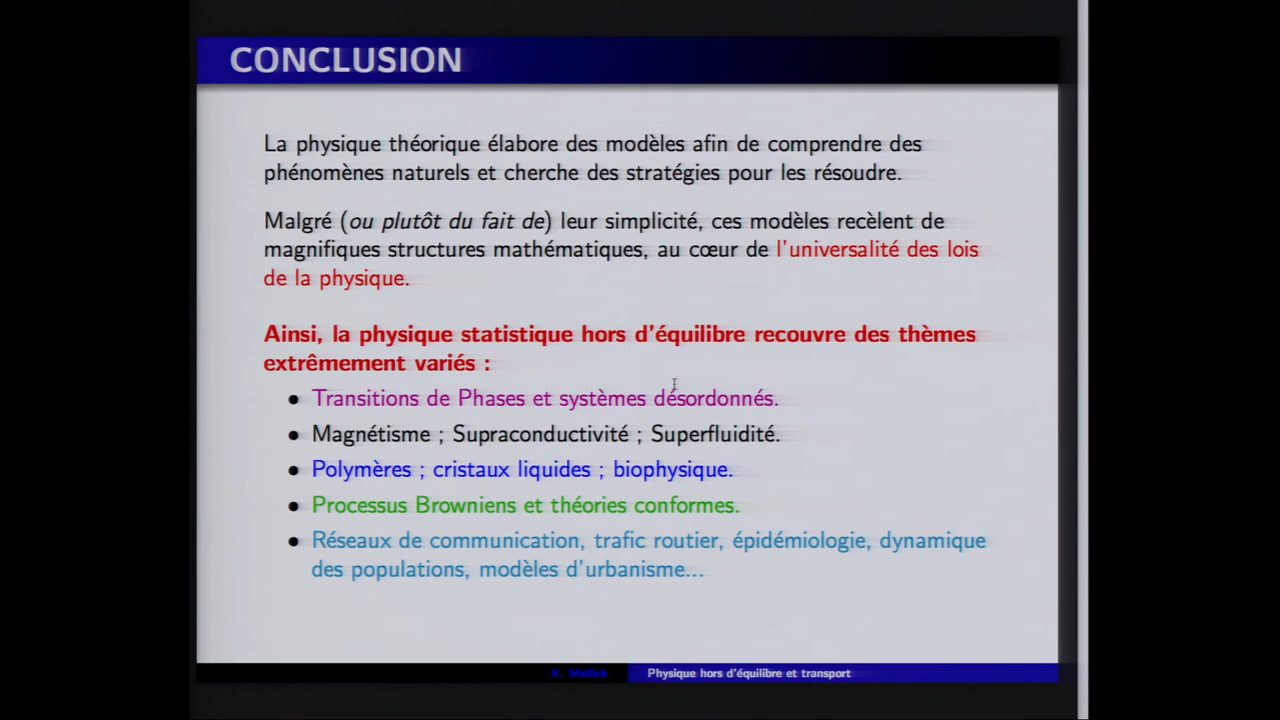 CONCLUSION
La physique théorique élabore des modèles afin de comprendre des
phénomènes naturels et cherche des stratégies pour les résoudre.
Malgré (ou plutôt du fait de) leur simplicité, ces modèles recèlent de
magnifiques structures mathématiques, au cœur de l'universalité des lois
de la physique.
Ainsi, la physique statistique hors d'équilibre recouvre des thèmes
extrêmement variés :
• Transitions de Phases et systèmes désordonnés.
• Magnétisme ; Supraconductivité ; Superfluidité.
• Polymères ; cristaux liquides ; biophysique.
• Processus Browniens et théories conformes.
• Réseaux de communication, trafic routier, épidémiologie, dynamique
des populations, modèles d'urbanisme...
K. Mallick
Physique hors d'équilibre et transport